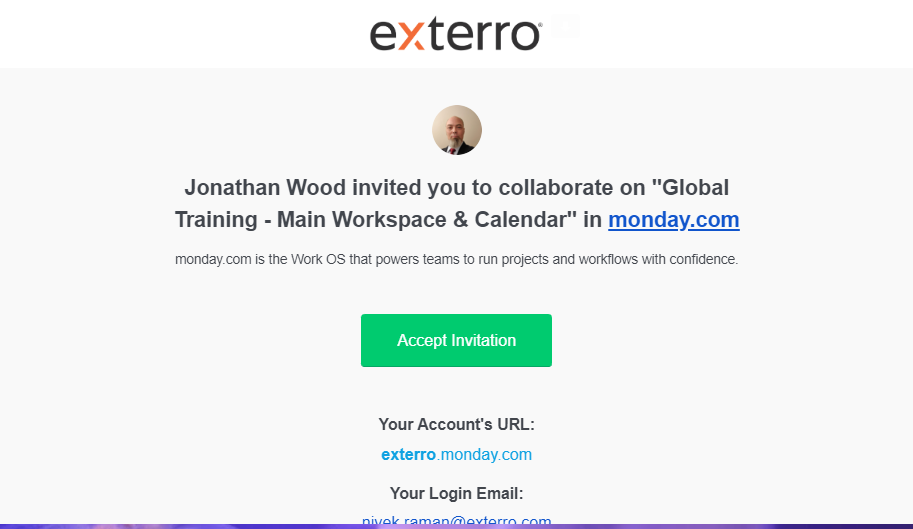 exterro
Jonathan Wood invited you to collaborate on "Global
Training - Main Workspace & Calendar" in monday.com
monday.com is the Work OS that powers teams to run projects and workflows with confidence.
Accept Invitation
Your Account's URL:
exterro.monday.com
Your Login Email:
nivek.raman@exterro.com